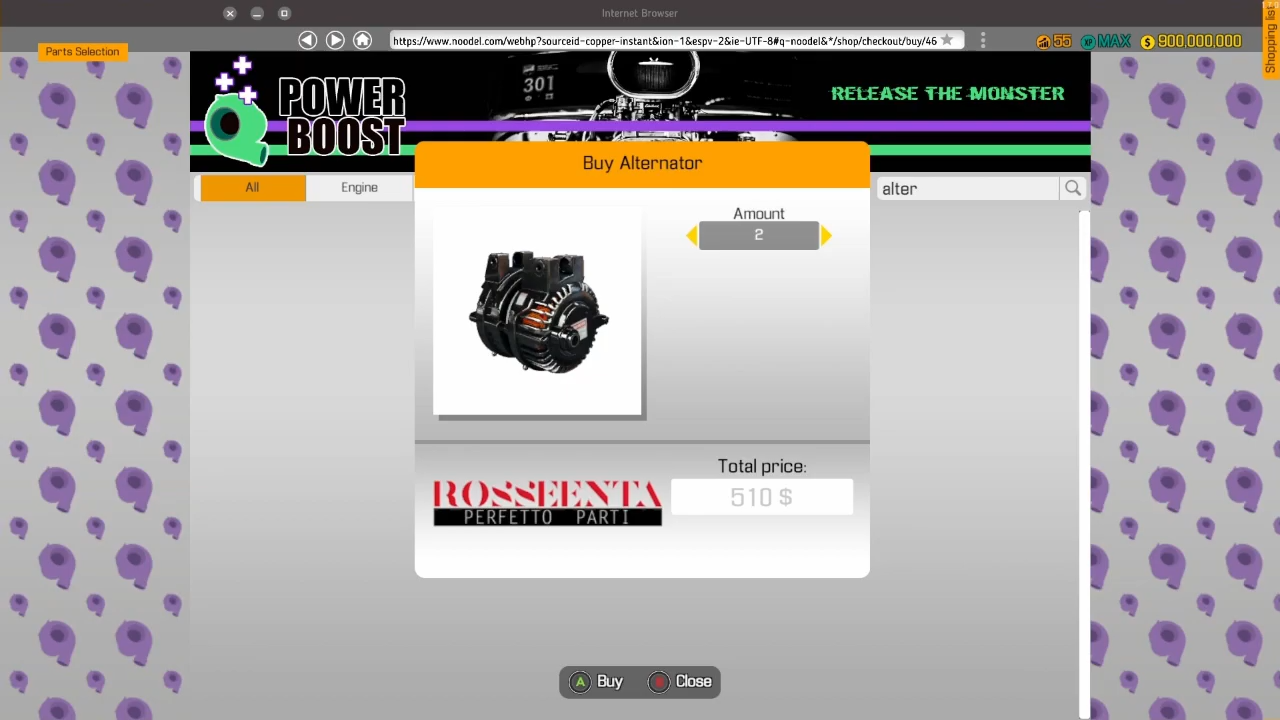 Internet Browser
https://www.noodel.com/webhp?sourceid-copper-instant&ion-1&espv-2&ie-UTF-8#q-noodel&*/shop/checkout/buy/46
55
XP MAX
$ 900,000,000
Shopping list
Parts Selection
POWER
BOOST
301
RELEASE THE MONSTER
Buy Alternator
All
Engine
alter
Amount
2
Total price:
510 $
ROSSEENTA
PERFETTO PARTI
A Buy
Close